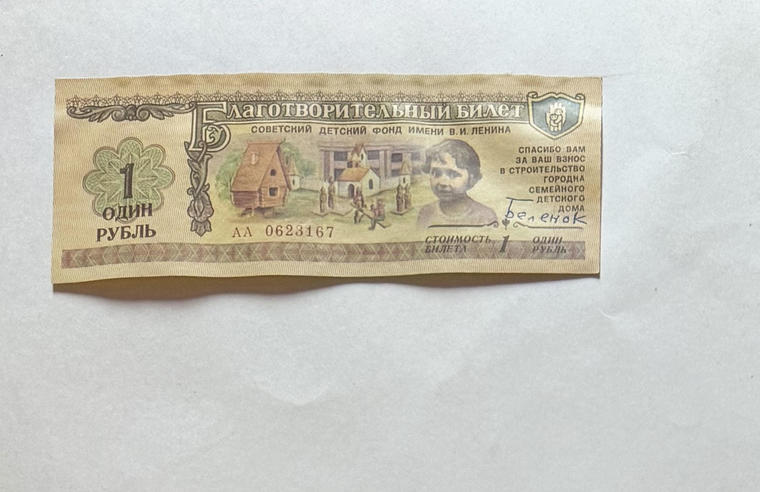 Благотворительный билет
СОВЕТСКИЙ ДЕТСКИЙ ФОНД ИМЕНИ В.И. ЛЕНИНА
1
ОДИН
РУБЛЬ
СПАСИБО ВАМ
ЗА ВАШ ВЗНОС
В СТРОИТЕЛЬСТВО
ГОРОДКА
СЕМЕЙНОГО
ДЕТСКОГО
ДОМА
Беленок
АА 0623167
СТОИМОСТЬ
БИЛЕТА
1
ОДИН
РУБЛЬ